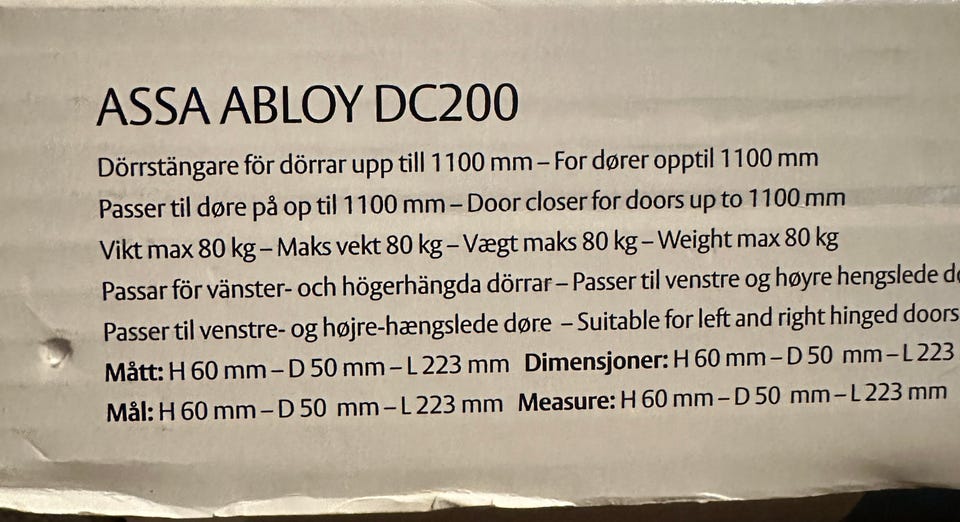 ASSA ABLOY DC200
Dörrstängare för dörrar upp till 1100 mm – For dører opptil 1100 mm
Passer til døre på op til 1100 mm – Door closer for doors up to 1100 mm
Vikt max 80 kg – Maks vekt 80 kg – Vægt maks 80 kg – Weight max 80 kg
Passar för vänster- och högerhängda dörrar – Passer til venstre og høyre hengslede
Passer til venstre- og højre-hængslede døre – Suitable for left and right hinged doors
Mått: H 60 mm – D 50 mm – L 223 mm Dimensjoner: H 60 mm – D 50 mm – L 223
Mål: H 60 mm – D 50 mm – L 223 mm Measure: H 60 mm – D 50 mm – L 223 mm